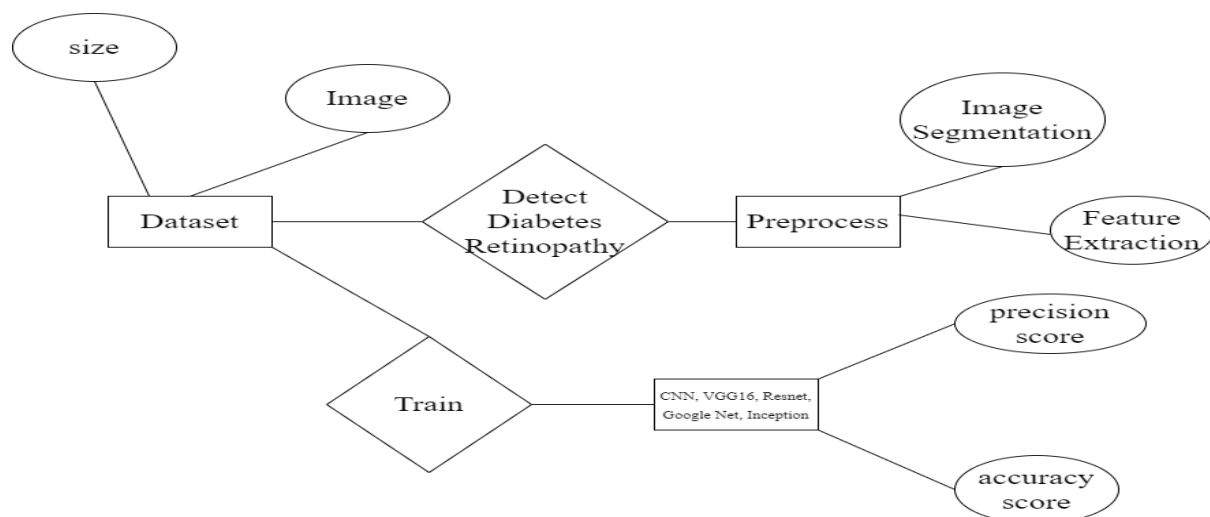 size
Image
Image
Segmentation
Dataset
Detect
Diabetes
Retinopathy
Preprocess
Feature
Extraction
precision
score
Train
CNN, VGG16, Resnet,
Google Net, Inception
accuracy
score